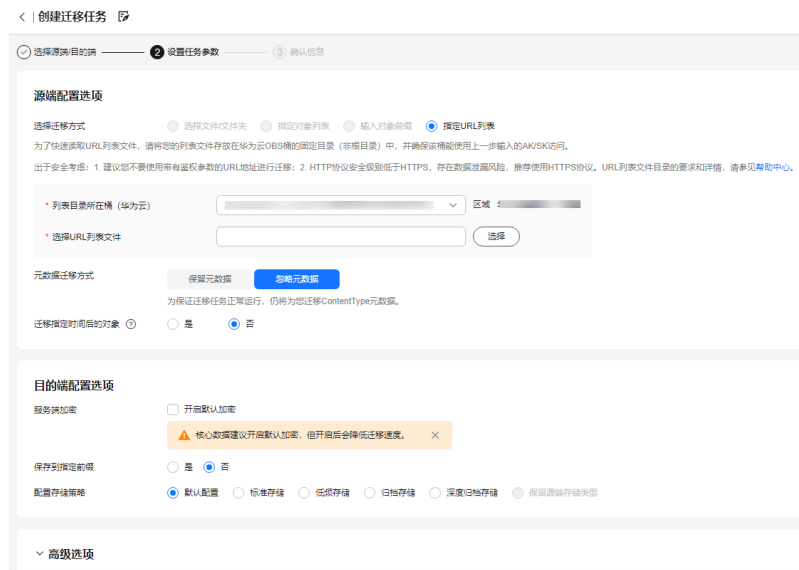 创建迁移任务
选择源端/目的端 2 设置任务参数 3 确认信息
源端配置选项
选择迁移方式 选择文件/文件夹 指定对象列表 输入对象前缀 指定URL列表
为了快速读取URL列表文件，请将您的列表文件存放在华为云OBS桶的固定目录（非根目录）中，并确保该桶能使用上一步输入的AK/SK访问。
出于安全考虑：1. 建议您不要使用带有鉴权参数的URL地址进行迁移；2. HTTP协议安全级别低于HTTPS，存在数据泄漏风险，推荐使用HTTPS协议。URL列表文件目录的要求和详情，请参见帮助中心。
* 列表目录所在桶（华为云） 区域
* 选择URL列表文件 选择
元数据迁移方式 保留元数据 忽略元数据
为保证迁移任务正常运行，仍将为您迁移ContentType元数据。
迁移指定时间后的对象 ? 是 否
目的端配置选项
服务端加密 开启默认加密
核心数据建议开启默认加密，但开启后会降低迁移速度。
保存到指定前缀 是 否
配置存储策略 默认配置 标准存储 低频存储 归档存储 深度归档存储 保留源端存储类型
高级选项